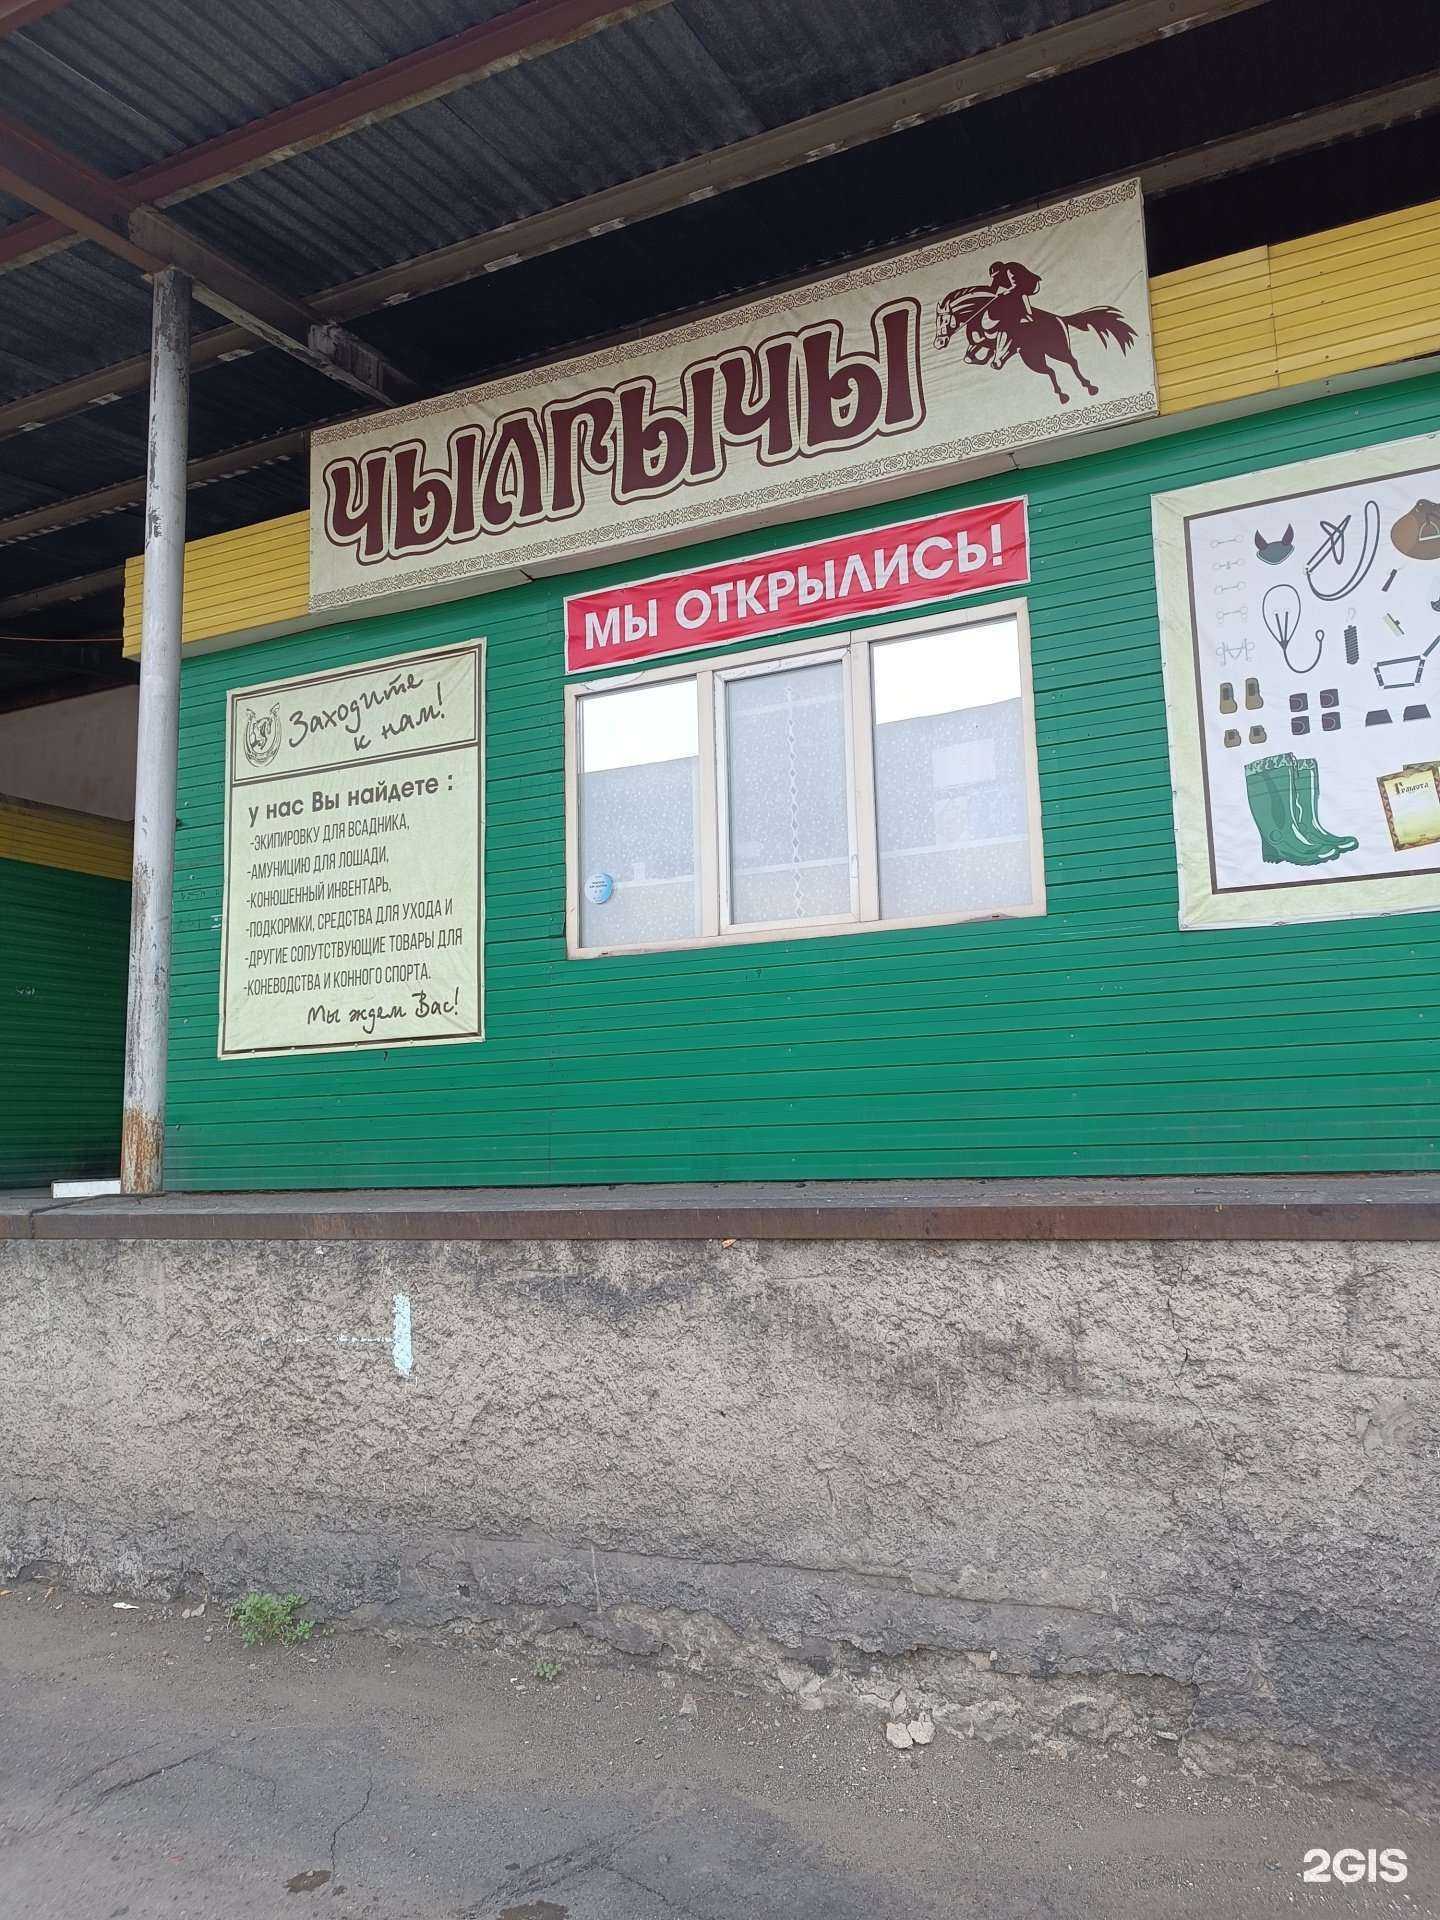 ЧЫЛГЫЧЫ
МЫ ОТКРЫЛИСЬ!
Заходите
к нам!
у нас Вы найдете :
-ЭКИПИРОВКУ ДЛЯ ВСАДНИКА,
-АМУНИЦИЮ ДЛЯ ЛОШАДИ,
-КОНЮШЕННЫЙ ИНВЕНТАРЬ,
-ПОДКОРМКИ, СРЕДСТВА ДЛЯ УХОДА И
-ДРУГИЕ СОПУТСТВУЮЩИЕ ТОВАРЫ ДЛЯ
-КОНЕВОДСТВА И КОННОГО СПОРТА.
Мы ждем Вас!
Грамота
2GIS